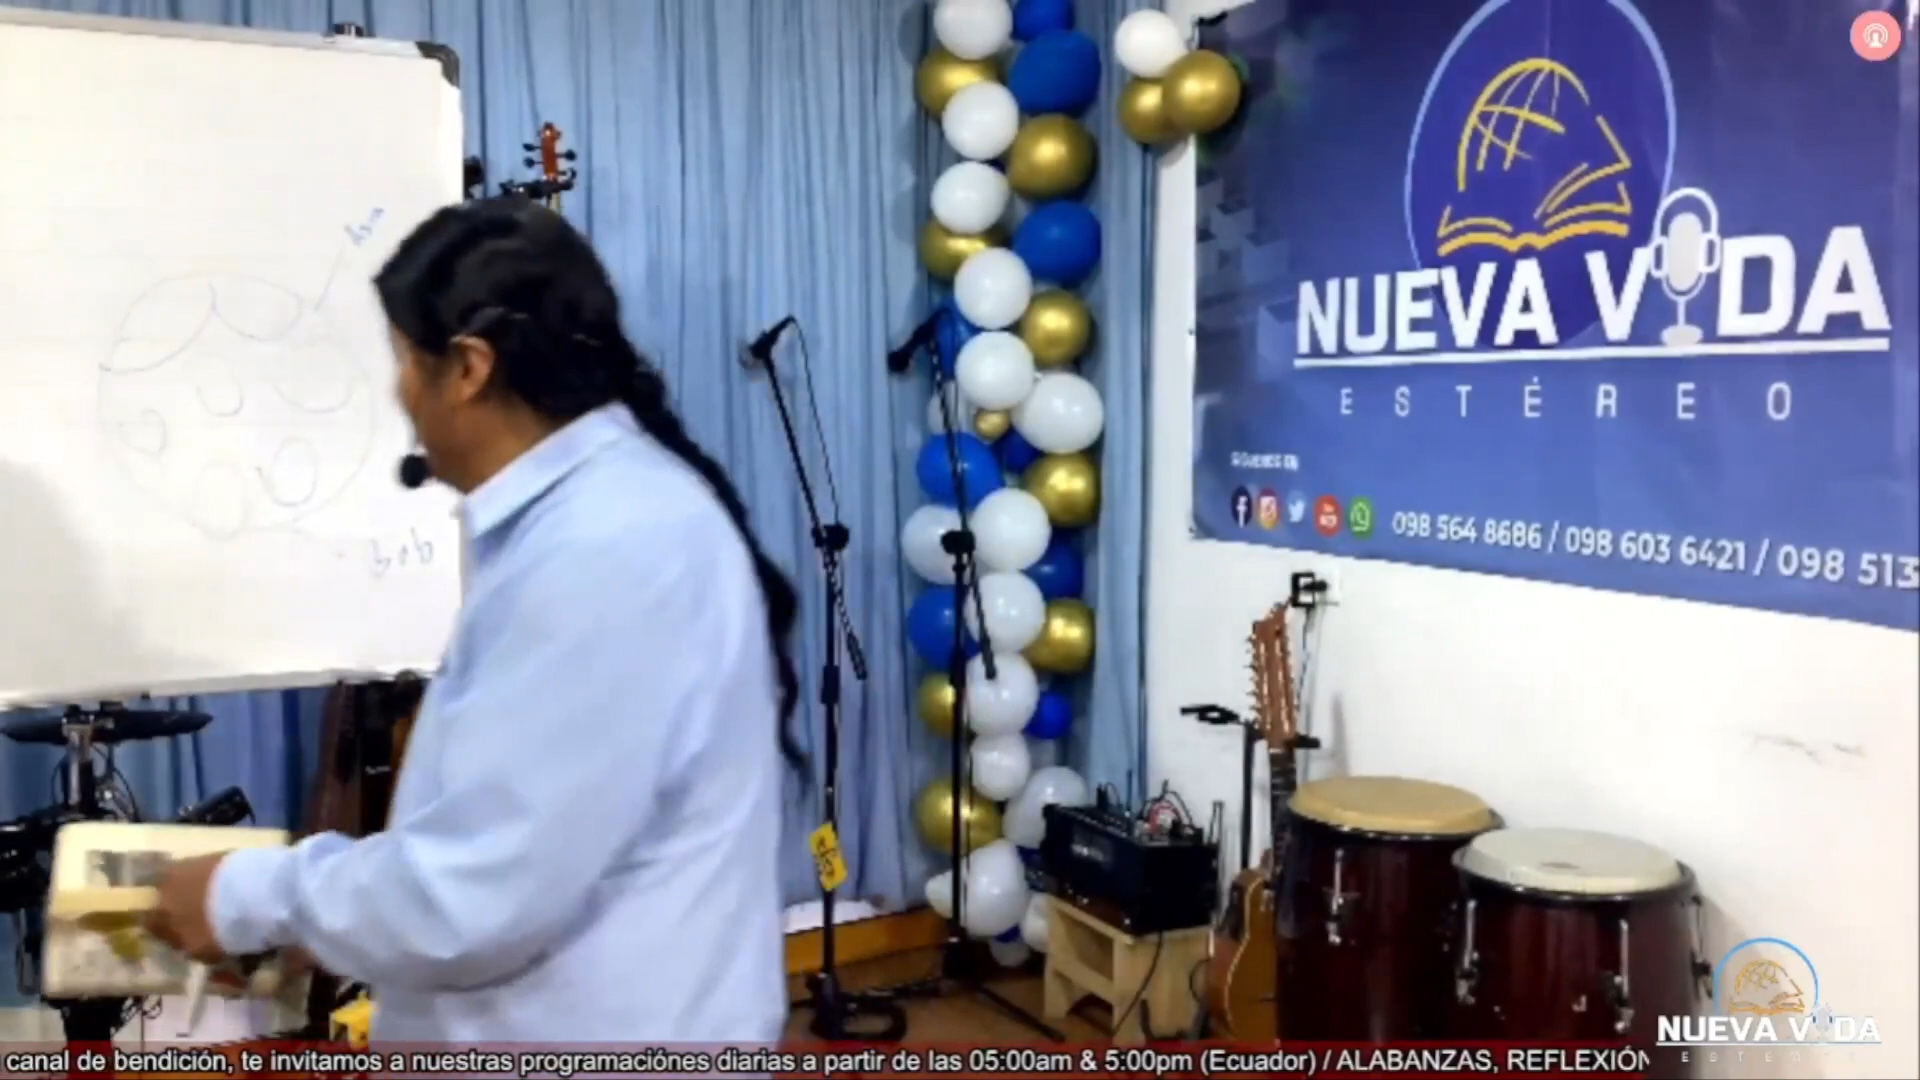 NUEVA VIDA
ESTÉREO
098 564 8686 / 098 603 6421 / 098 513
bob
NUEVA VIDA
canal de bendición, te invitamos a nuestras programaciónes diarias a partir de las 05:00am & 5:00pm (Ecuador) / ALABANZAS, REFLEXIÓN